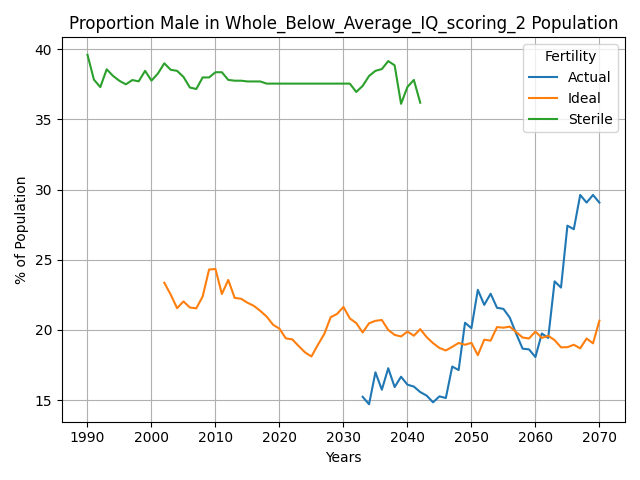 Proportion Male in Whole_Below_Average_IQ_scoring_2 Population
% of Population
40
35
30
25
20
15
Fertility
Actual
Ideal
Sterile
1990 2000 2010 2020 2030 2040 2050 2060 2070
Years